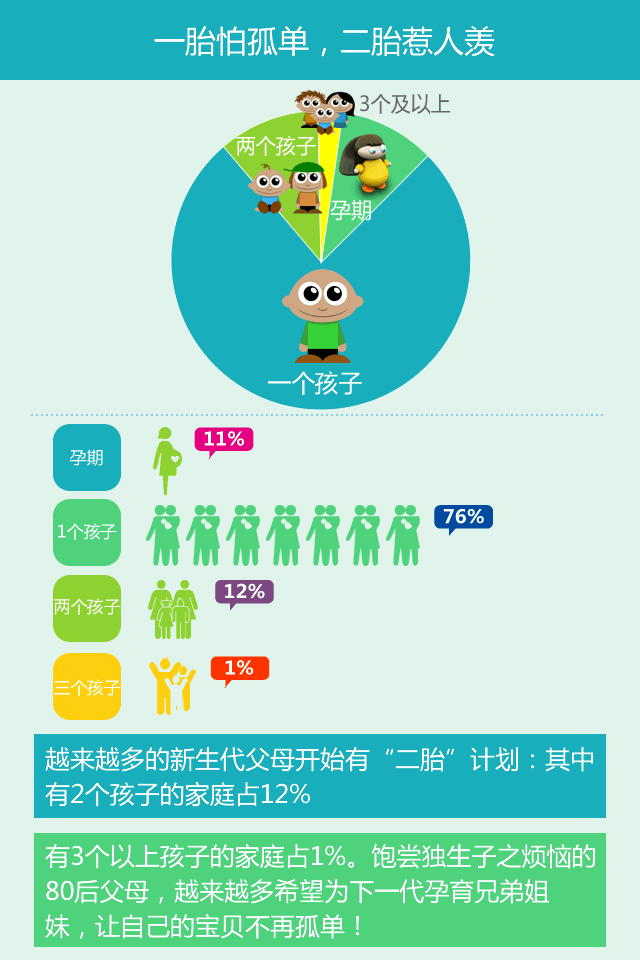 一胎怕孤单，二胎惹人羡
3个及以上
两个孩子
孕期
一个孩子
孕期
11%
1个孩子
76%
两个孩子
12%
三个孩子
1%
越来越多的新生代父母开始有“二胎”计划：其中
有2个孩子的家庭占12%
有3个以上孩子的家庭占1%。饱尝独生子之烦恼的
80后父母，越来越多希望为下一代孕育兄弟姐
妹，让自己的宝贝不再孤单！